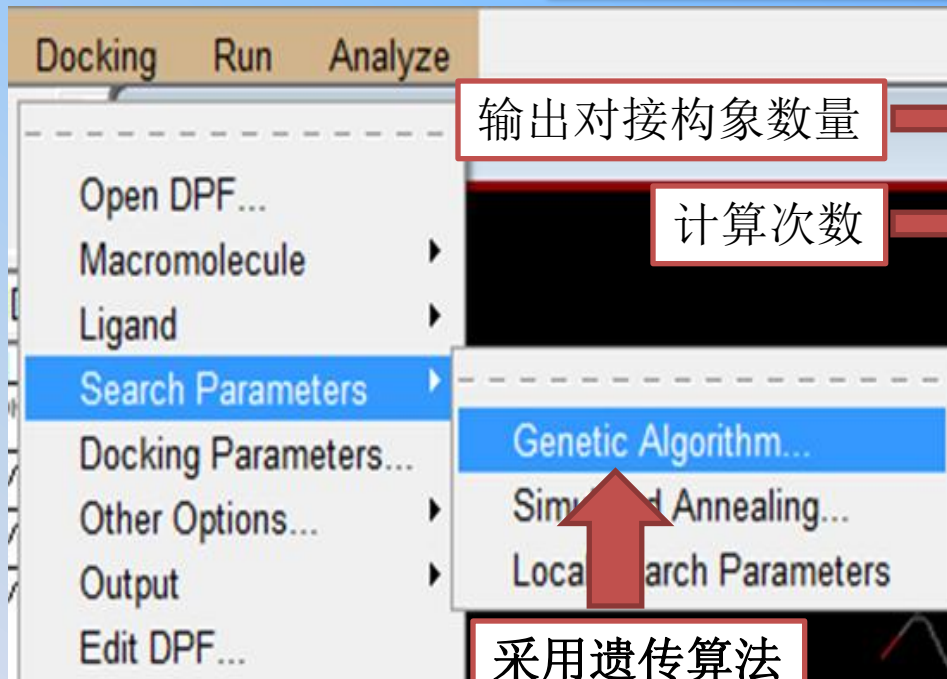 Docking Run Analyze
输出对接构象数量
计算次数
Open DPF...
Macromolecule
Ligand
Search Parameters
Docking Parameters...
Other Options...
Output
Edit DPF...
Genetic Algorithm...
Annealing...
Parameters
采用遗传算法